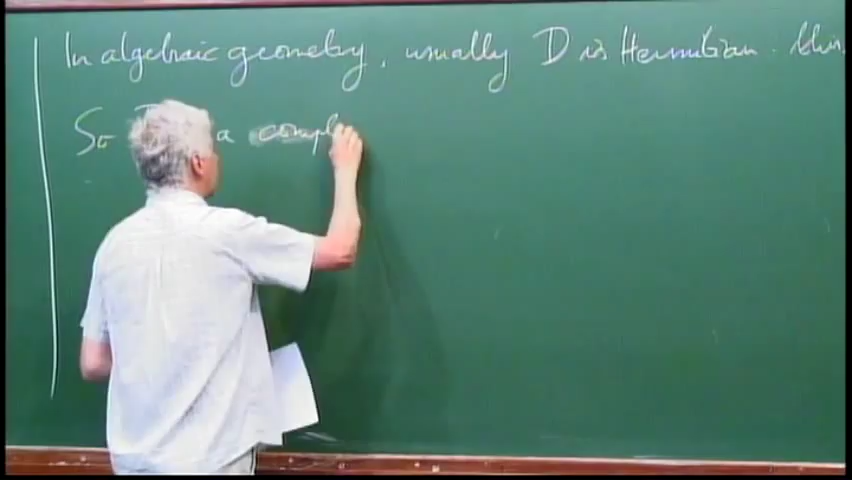 In algebraic geometry, usually D is Hermitian. this
So a compl